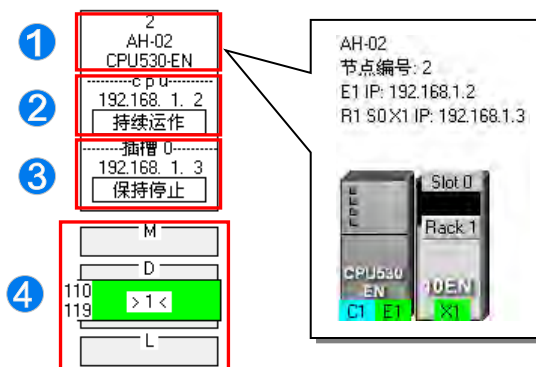 1
2
AH-02
CPU530-EN
2
cpu
192.168. 1. 2
持续运作
3
插槽 0
192.168. 1. 3
保持停止
4
M
D
110
119
>1<
L
AH-02
节点编号: 2
E1 IP: 192.168.1.2
R1 S0 X1 IP: 192.168.1.3
Slot 0
Rack 1
CPU530
EN
10EN
C1 E1
X1